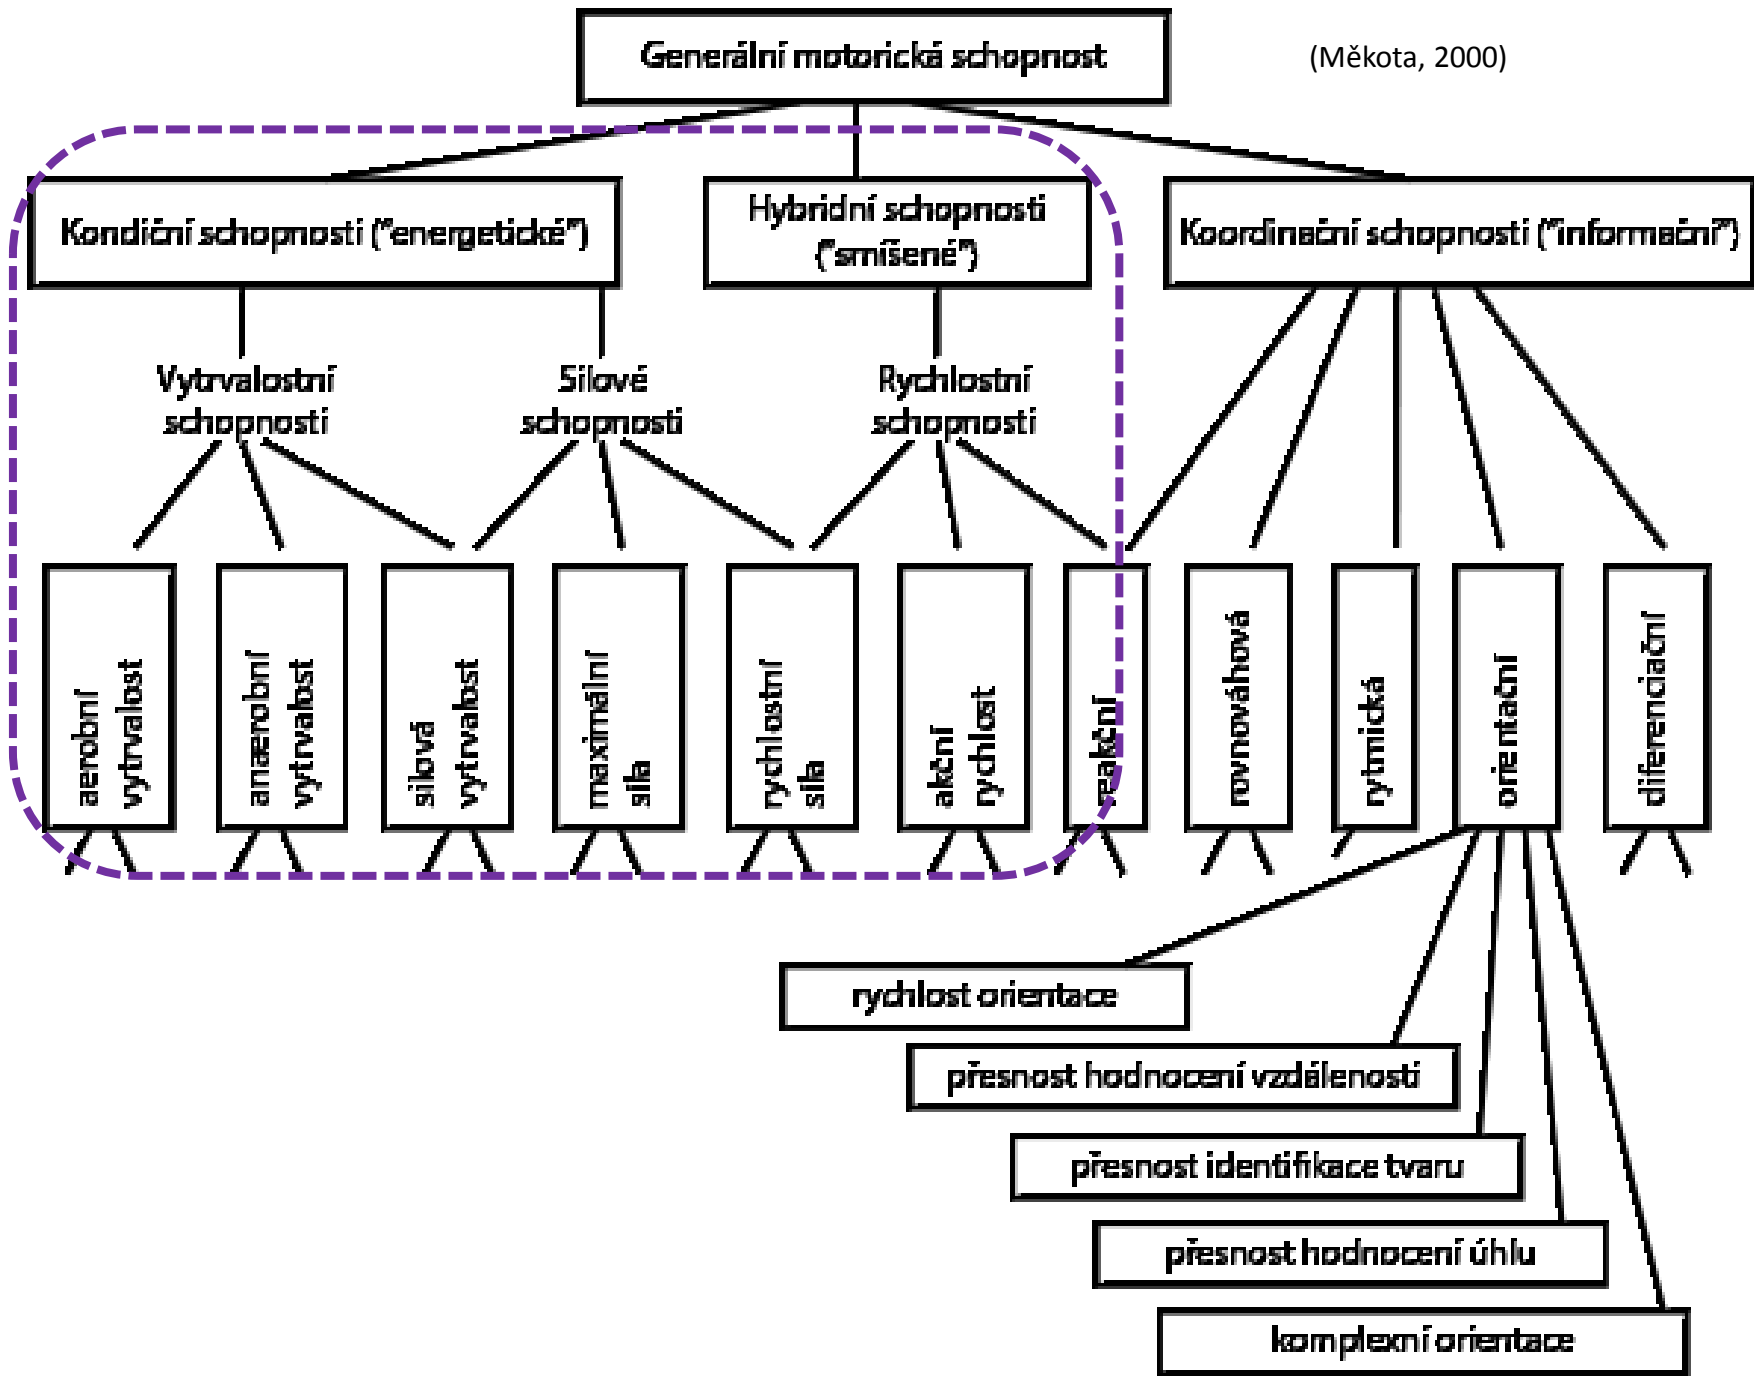 Generální motorická schopnost
(Měkota, 2000)
Kondiční schopnosti ("energetické")
Hybridní schopnosti
("smíšené")
Koordinační schopnosti ("informační")
Vytrvalostní
schopnosti
Silové
schopnosti
Rychlostní
schopnosti
aerobní
vytrvalost
anaerobní
vytrvalost
silová
vytrvalost
maximální
síla
rychlostní
síla
akční
rychlost
reakční
rovnováhová
rytmická
orientační
diferenciační
rychlost orientace
přesnost hodnocení vzdálenosti
přesnost identifikace tvaru
přesnost hodnocení úhlu
komplexní orientace